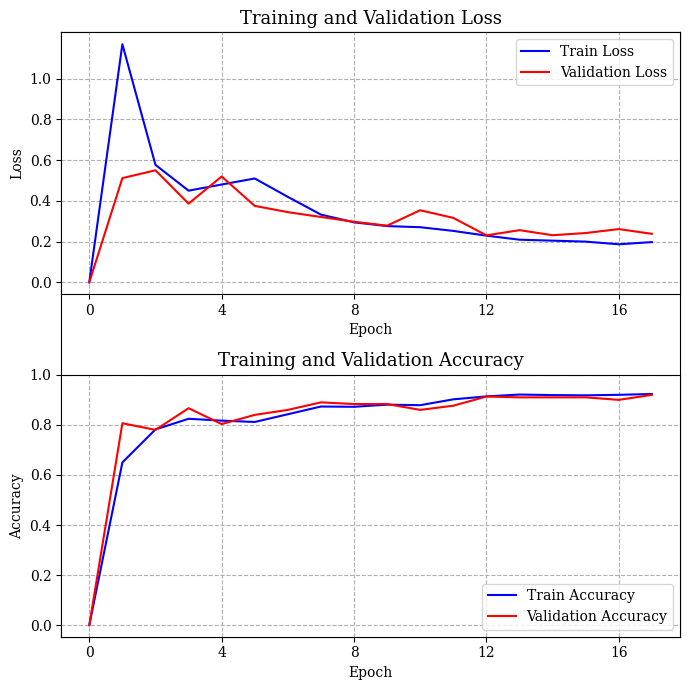 Training and Validation Loss
Train Loss
Validation Loss
1.0
0.8
0.6
0.4
0.2
0.0
Loss
0 4 8 12 16
Epoch
Training and Validation Accuracy
1.0
0.8
0.6
0.4
0.2
0.0
Accuracy
Train Accuracy
Validation Accuracy
0 4 8 12 16
Epoch